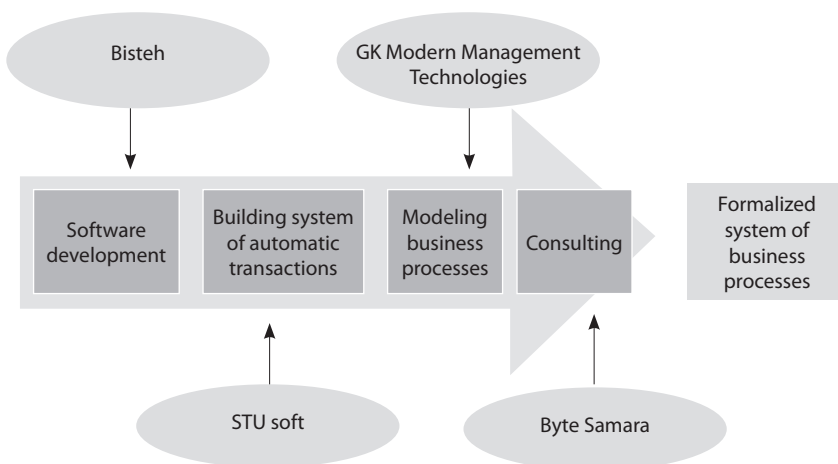 Bisteh
GK Modern Management
Technologies
Software
development
Building system
of automatic
transactions
Modeling
business
processes
Consulting
Formalized
system of
business
processes
STU soft
Byte Samara